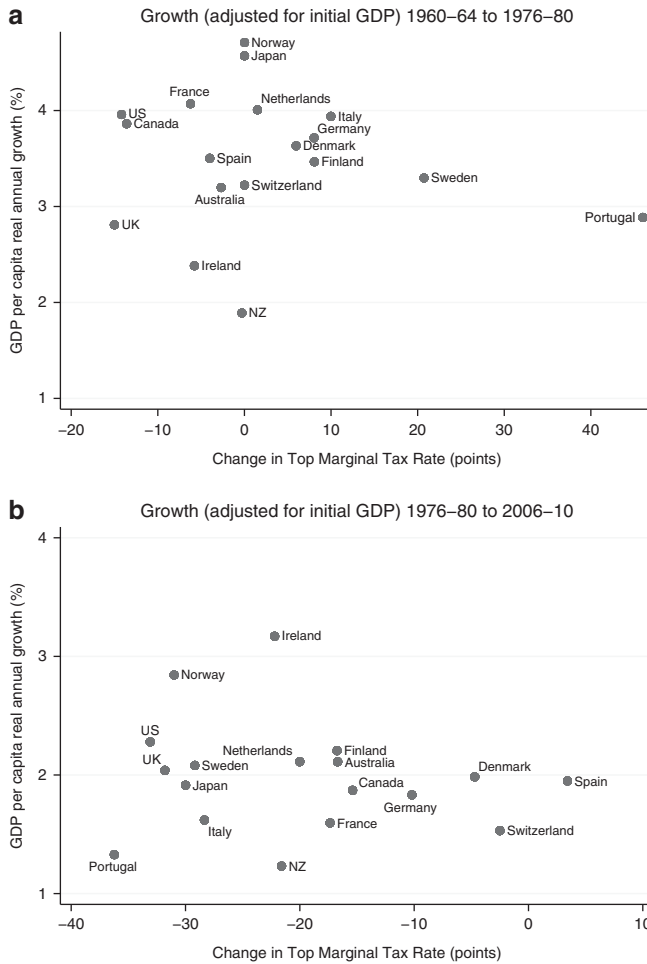 a
Growth (adjusted for initial GDP) 1960–64 to 1976–80
GDP per capita real annual growth (%)
4
3
2
1
Norway
Japan
France
Netherlands
US
Canada
Italy
Germany
Denmark
Spain
Finland
Switzerland
Australia
Sweden
UK
Portugal
Ireland
NZ
−20 −10 0 10 20 30 40
Change in Top Marginal Tax Rate (points)
b
Growth (adjusted for initial GDP) 1976–80 to 2006–10
GDP per capita real annual growth (%)
4
3
2
1
Ireland
Norway
US
UK
Sweden
Netherlands
Finland
Australia
Denmark
Japan
Canada
Spain
Germany
Italy
France
Switzerland
Portugal
NZ
−40 −30 −20 −10 0 10
Change in Top Marginal Tax Rate (points)